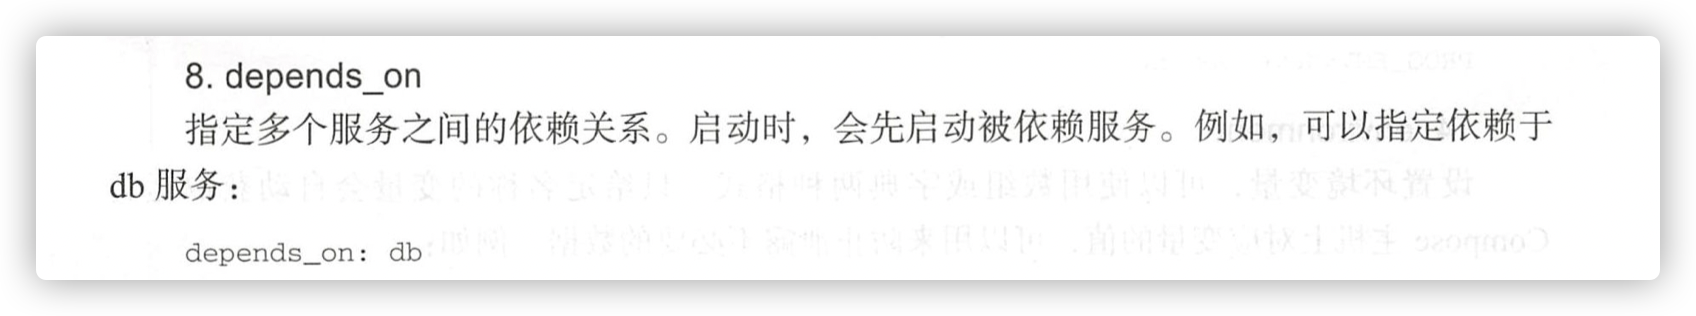 8. depends_on
指定多个服务之间的依赖关系。启动时，会先启动被依赖服务。例如，可以指定依赖于
db 服务：
depends_on: db